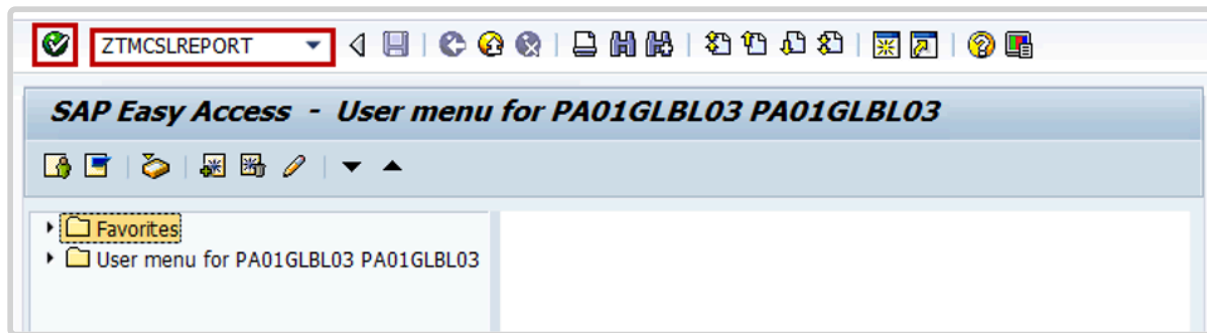 ZTMCSLREPORT
SAP Easy Access - User menu for PA01GLBL03 PA01GLBL03
Favorites
User menu for PA01GLBL03 PA01GLBL03